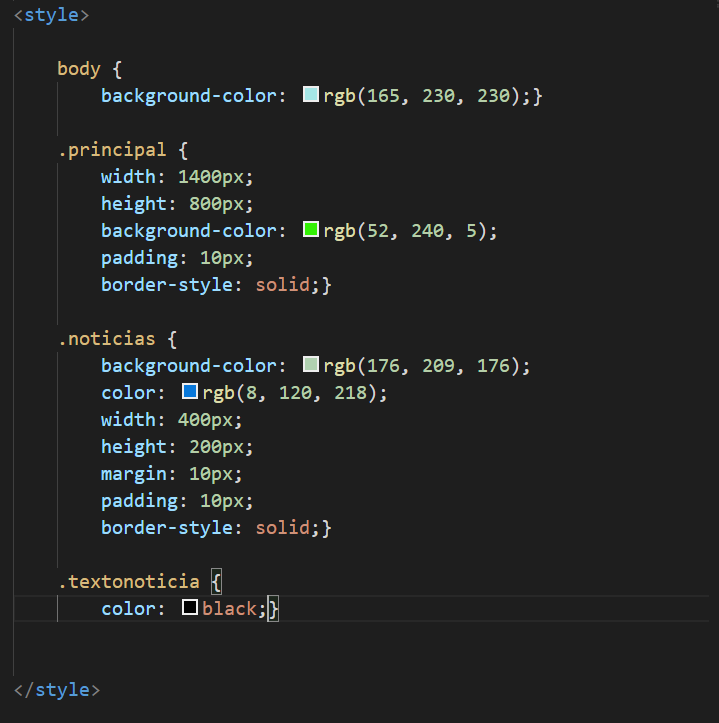 <style>
body {
background-color: rgb(165, 230, 230);}
.principal {
width: 1400px;
height: 800px;
background-color: rgb(52, 240, 5);
padding: 10px;
border-style: solid;}
.noticias {
background-color: rgb(176, 209, 176);
color: rgb(8, 120, 218);
width: 400px;
height: 200px;
margin: 10px;
padding: 10px;
border-style: solid;}
.textonoticia {
color: black;}
</style>